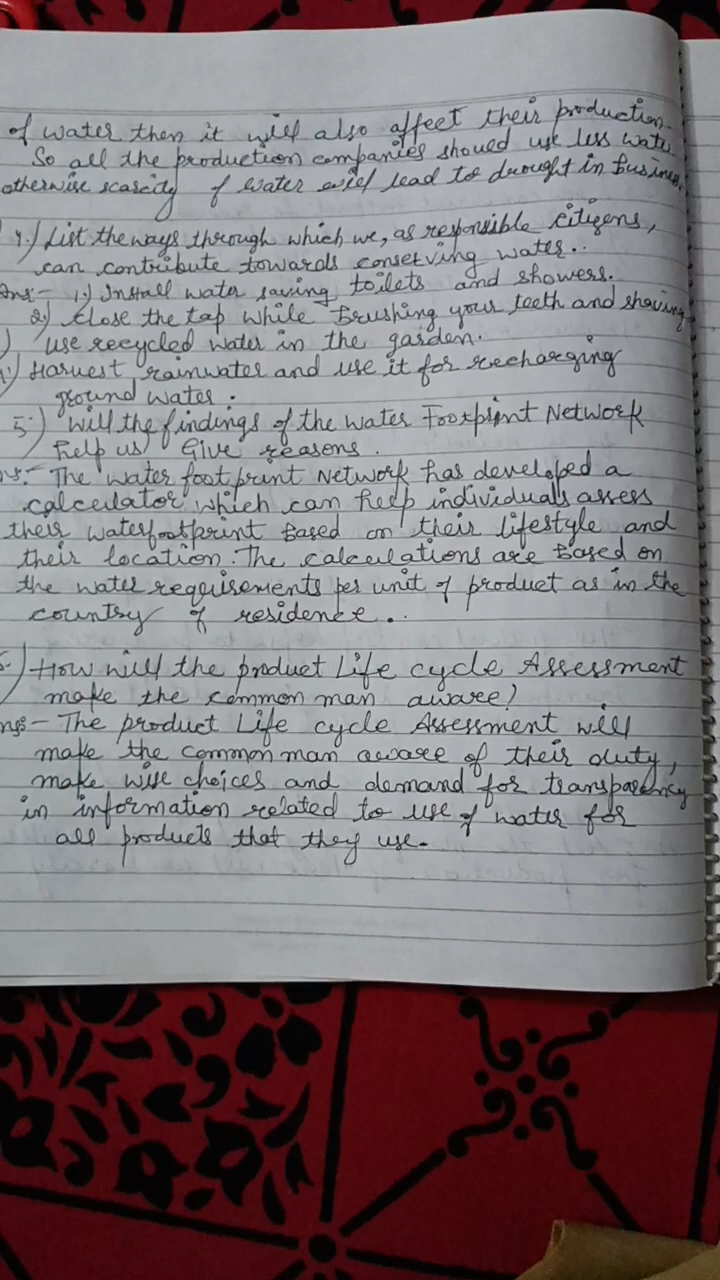 of water then it will also affect their production.
So all the production companies should use less wate
otherwise scarcity of water will lead to drought in business
4.) List the ways through which we, as responsible citizens,
can contribute towards conserving water..
Ans:- 1.) Install water saving toilets and showers.
2.) Close the tap while brushing your teeth and shaving
) use recycled water in the garden.
) Harvest rainwater and use it for recharging
ground water.
5.) Will the findings of the water Footprint Network
help us Give reasons.
ns:- The water footprint Network has developed a
calculator which can help individuals assess
their waterfootprint based on their lifestyle and
their location. The calculations are based on
the water requirements per unit of product as in the
country of residence..
) How will the product Life cycle Assessment
make the common man aware?
ns:- The product Life cycle Assessment will
make the common man aware of their duty,
make wise choices and demand for transparency
in information related to use of water for
all products that they use.